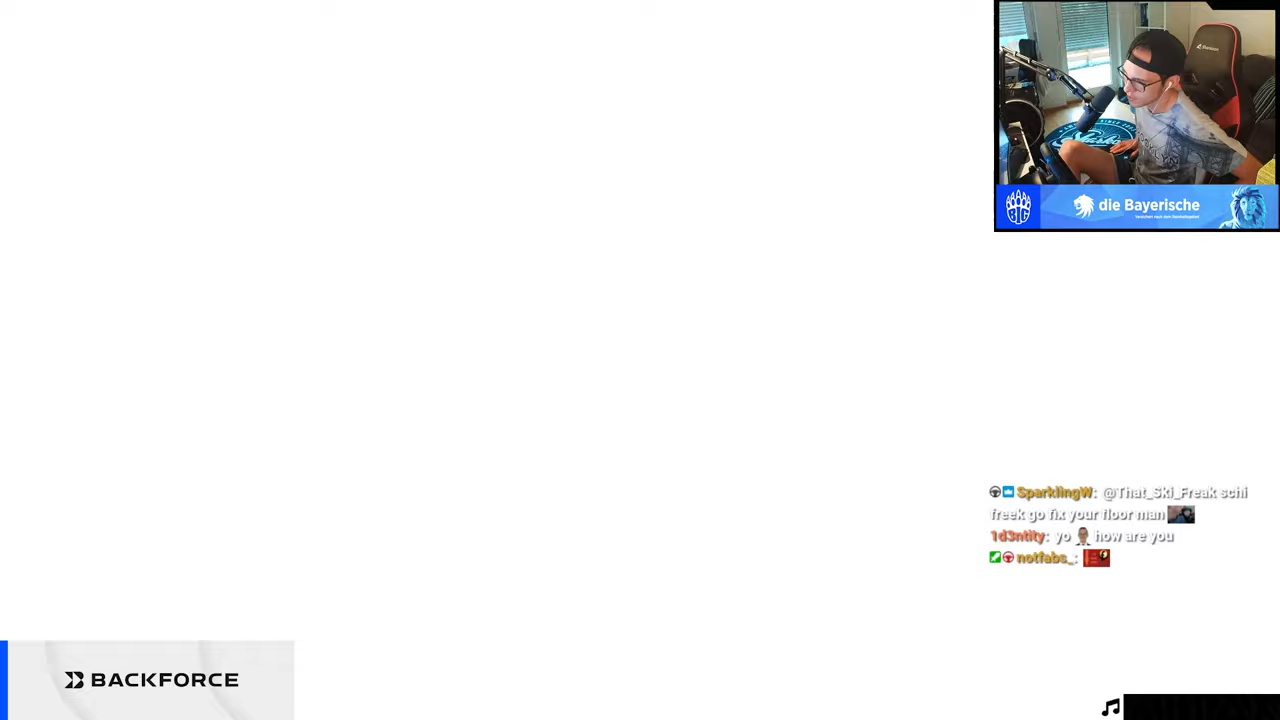 die Bayerische
SparklingW: @That_Ski_Freak schi
freek go fix your floor man
1d3ntity: yo how are you
notfabs_:
BACKFORCE